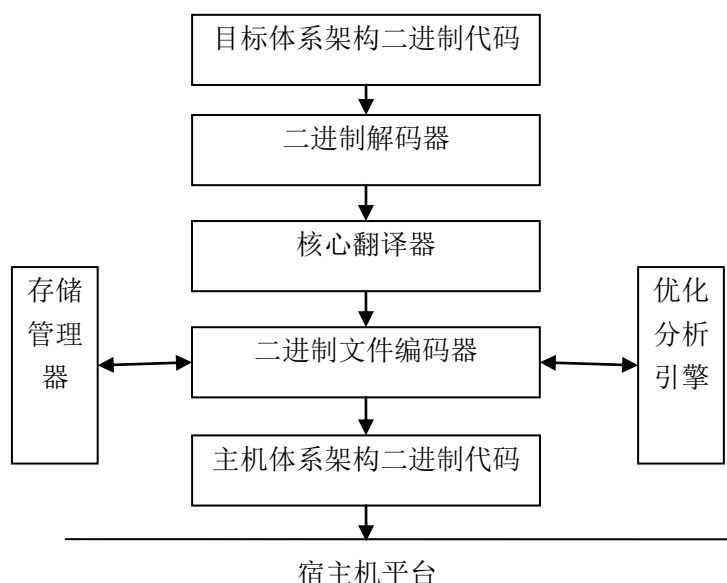 目标体系架构二进制代码
二进制解码器
核心翻译器
存储
管理
器
二进制文件编码器
优化
分析
引擎
主机体系架构二进制代码
宿主机平台